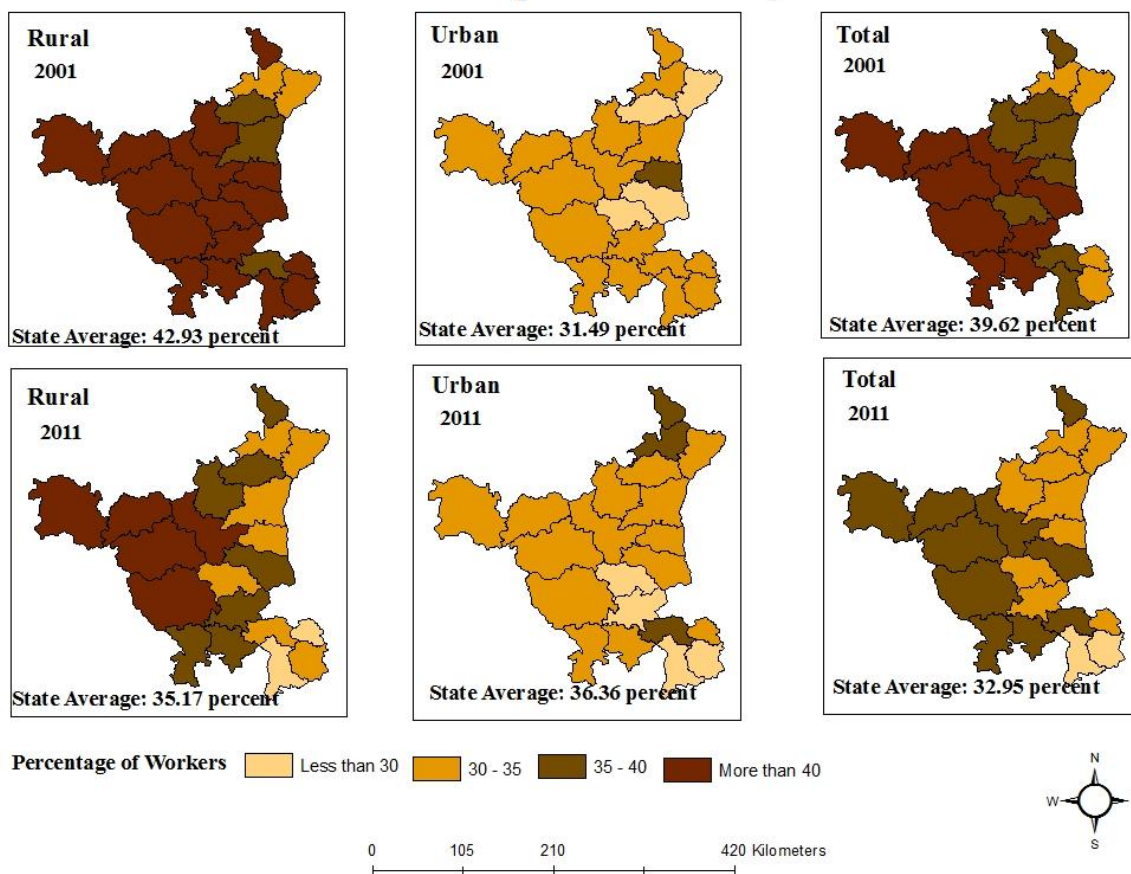 Rural
2001
State Average: 42.93 percent
Urban
2001
State Average: 31.49 percent
Total
2001
State Average: 39.62 percent
Rural
2011
State Average: 35.17 percent
Urban
2011
State Average: 36.36 percent
Total
2011
State Average: 32.95 percent
Percentage of Workers
Less than 30
30 - 35
35 - 40
More than 40
N
W
S
0 105 210 420 Kilometers